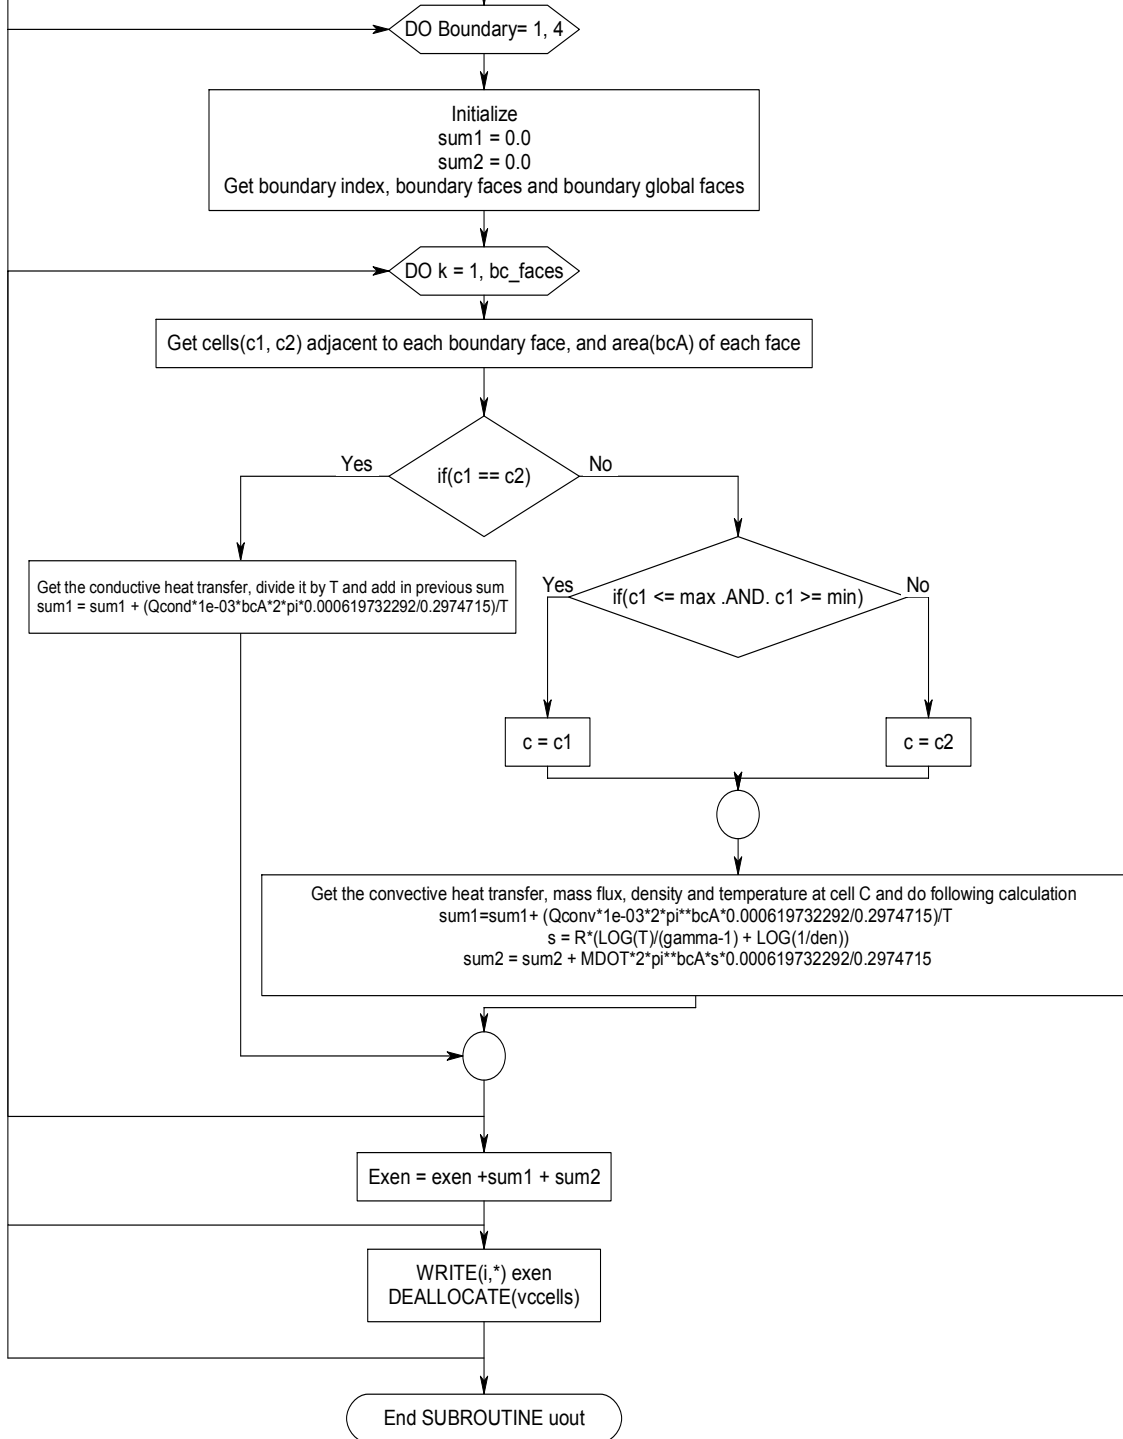 DO Boundary= 1, 4
Initialize
sum1 = 0.0
sum2 = 0.0
Get boundary index, boundary faces and boundary global faces
DO k = 1, bc_faces
Get cells(c1, c2) adjacent to each boundary face, and area(bcA) of each face
Yes
if(c1 == c2)
No
Get the conductive heat transfer, divide it by T and add in previous sum
sum1 = sum1 + (Qcond*1e-03*bcA*2*pi*0.000619732292/0.2974715)/T
Yes
if(c1 <= max .AND. c1 >= min)
No
c = c1
c = c2
Get the convective heat transfer, mass flux, density and temperature at cell C and do following calculation
sum1=sum1+ (Qconv*1e-03*2*pi**bcA*0.000619732292/0.2974715)/T
s = R*(LOG(T)/(gamma-1) + LOG(1/den))
sum2 = sum2 + MDOT*2*pi**bcA*s*0.000619732292/0.2974715
Exen = exen +sum1 + sum2
WRITE(i,*) exen
DEALLOCATE(vccells)
End SUBROUTINE uout